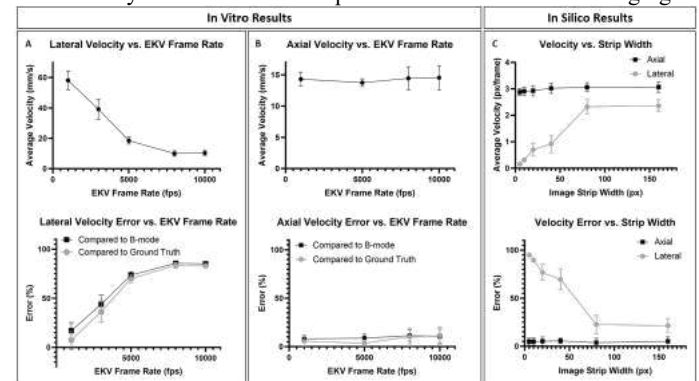 In Vitro Results
In Silico Results
A Lateral Velocity vs. EKV Frame Rate
Average Velocity (mm/s)
60
40
20
0
0 5000 10000
EKV Frame Rate (fps)
Lateral Velocity Error vs. EKV Frame Rate
Compared to B-mode
Compared to Ground Truth
Error (%)
100
50
0
0 5000 10000
EKV Frame Rate (fps)
B Axial Velocity vs. EKV Frame Rate
Average Velocity (mm/s)
15
10
5
0
0 5000 10000
EKV Frame Rate (fps)
Axial Velocity Error vs. EKV Frame Rate
Compared to B-mode
Compared to Ground Truth
Error (%)
100
50
0
0 5000 10000
EKV Frame Rate (fps)
C Velocity vs. Strip Width
Axial
Lateral
Average Velocity (px/frame)
4
3
2
1
0
0 50 100 150
Image Strip Width (px)
Velocity Error vs. Strip Width
Axial
Lateral
Error (%)
100
50
0
0 50 100 150
Image Strip Width (px)